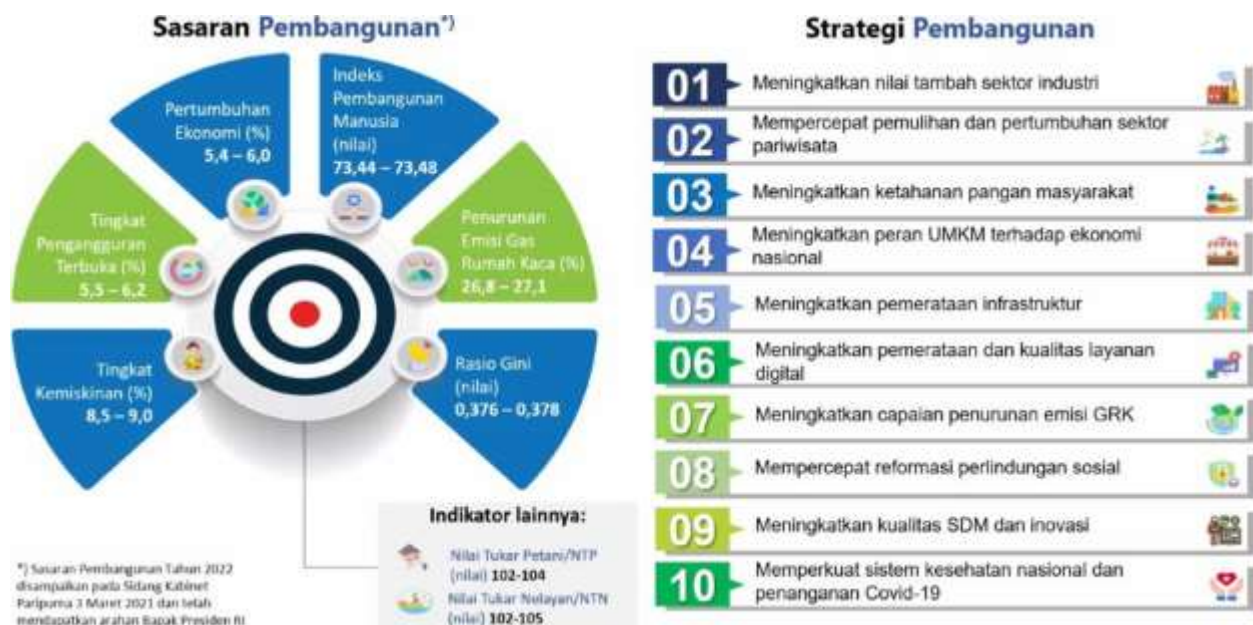 Sasaran Pembangunan*)
Pertumbuhan
Ekonomi (%)
5,4 – 6,0
Indeks
Pembangunan
Manusia
(nilai)
73,44 – 73,48
Tingkat
Pengangguran
Terbuka (%)
5,5 – 6,2
Penurunan
Emisi Gas
Rumah Kaca (%)
26,8 – 27,1
Tingkat
Kemiskinan (%)
8,5 – 9,0
Rasio Gini
(nilai)
0,376 – 0,378
Indikator lainnya:
Nilai Tukar Petani/NTP
(nilai) 102-104
Nilai Tukar Nelayan/NTN
(nilai) 102-105
*) Sasaran Pembangunan Tahun 2022
disampaikan pada Sidang Kabinet
Paripurna 3 Maret 2021 dan telah
mendapatkan arahan Bapak Presiden RI
Strategi Pembangunan
01 Meningkatkan nilai tambah sektor industri
02 Mempercepat pemulihan dan pertumbuhan sektor
pariwisata
03 Meningkatkan ketahanan pangan masyarakat
04 Meningkatkan peran UMKM terhadap ekonomi
nasional
05 Meningkatkan pemerataan infrastruktur
06 Meningkatkan pemerataan dan kualitas layanan
digital
07 Meningkatkan capaian penurunan emisi GRK
08 Mempercepat reformasi perlindungan sosial
09 Meningkatkan kualitas SDM dan inovasi
10 Memperkuat sistem kesehatan nasional dan
penanganan Covid-19